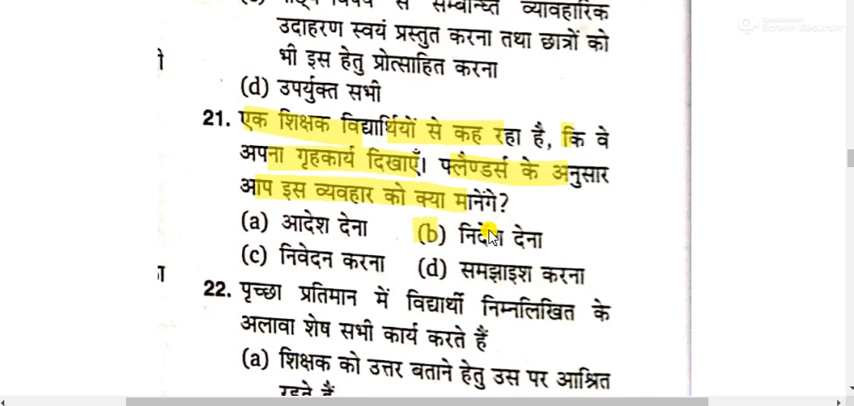 उदाहरण स्वयं प्रस्तुत करना तथा छात्रों को
भी इस हेतु प्रोत्साहित करना
(d) उपर्युक्त सभी
21. एक शिक्षक विद्यार्थियों से कह रहा है, कि वे
अपना गृहकार्य दिखाएँ। फ्लैण्डर्स के अनुसार
आप इस व्यवहार को क्या मानेंगे?
(a) आदेश देना (b) निर्देश देना
(c) निवेदन करना (d) समझाइश करना
22. पृच्छा प्रतिमान में विद्यार्थी निम्नलिखित के
अलावा शेष सभी कार्य करते हैं
(a) शिक्षक को उत्तर बताने हेतु उस पर आश्रित
रहते हैं